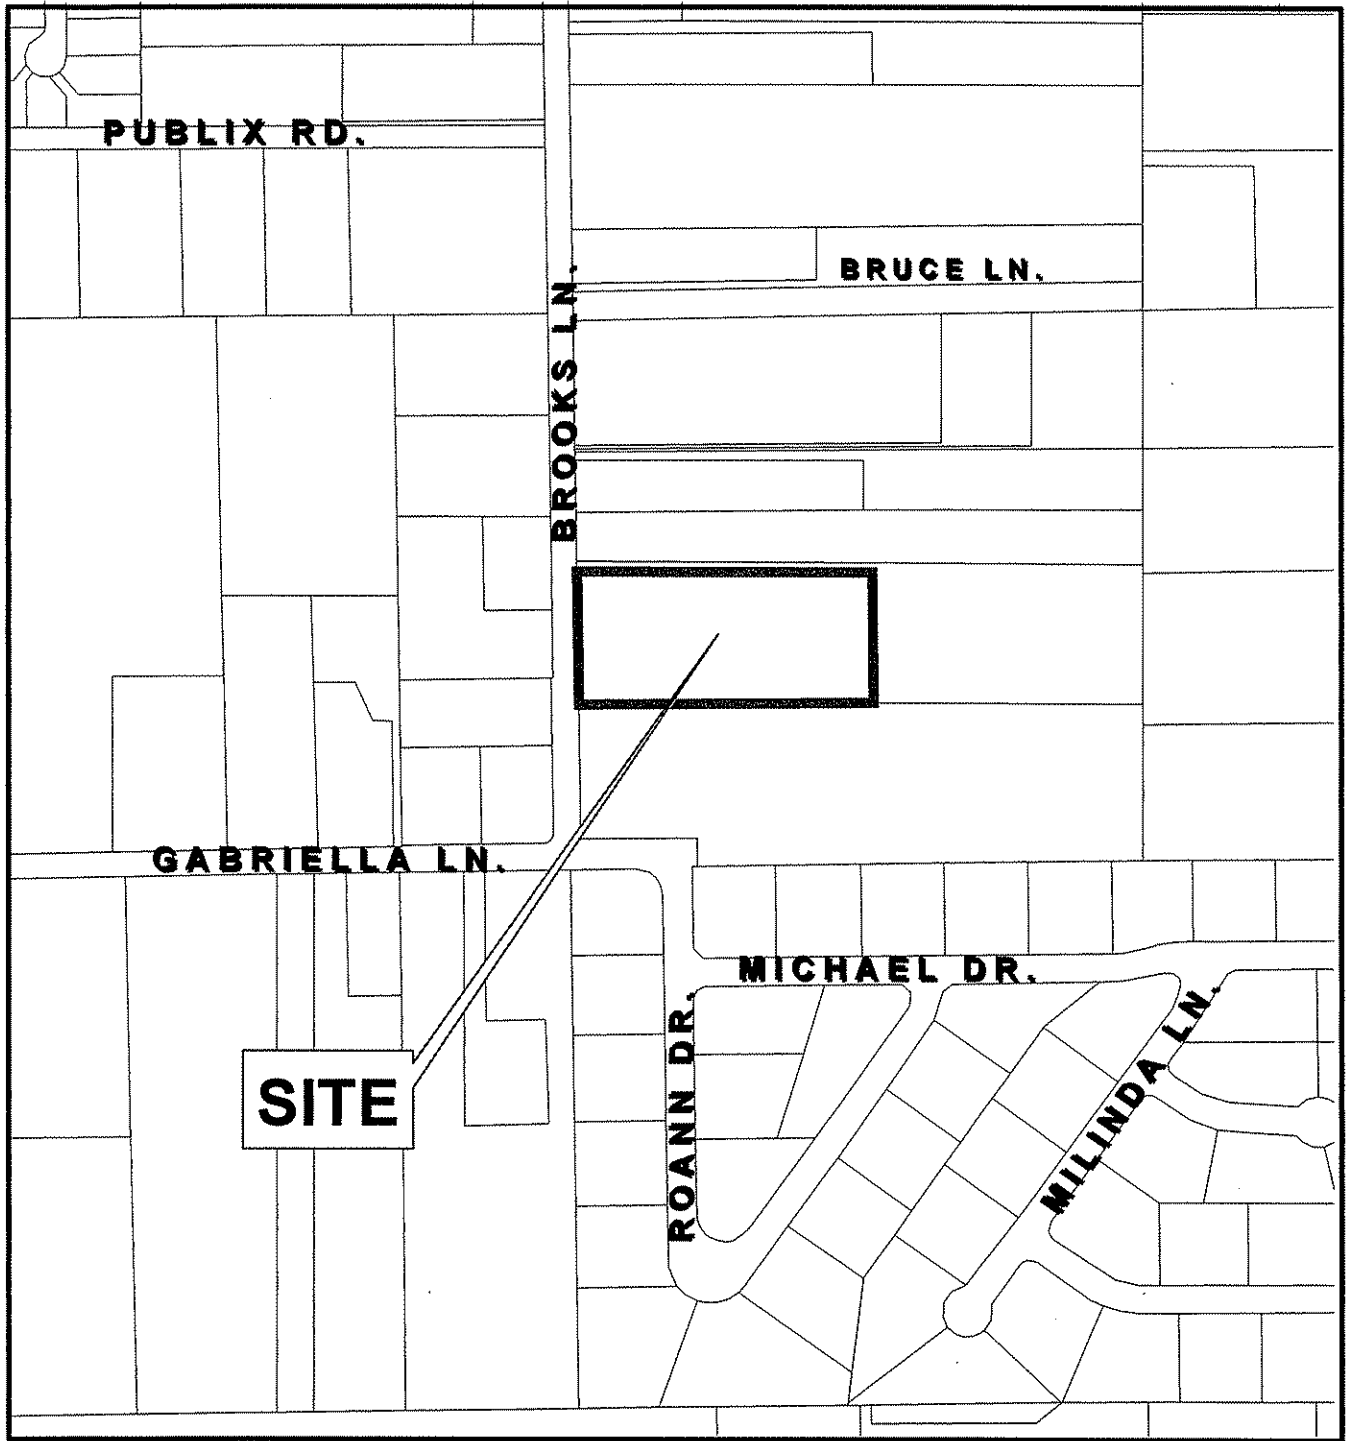 PUBLIX RD.
BRUCE LN.
BROOKS LN.
GABRIELLA LN.
MICHAEL DR.
ROANN DR.
MILINDA LN.
SITE